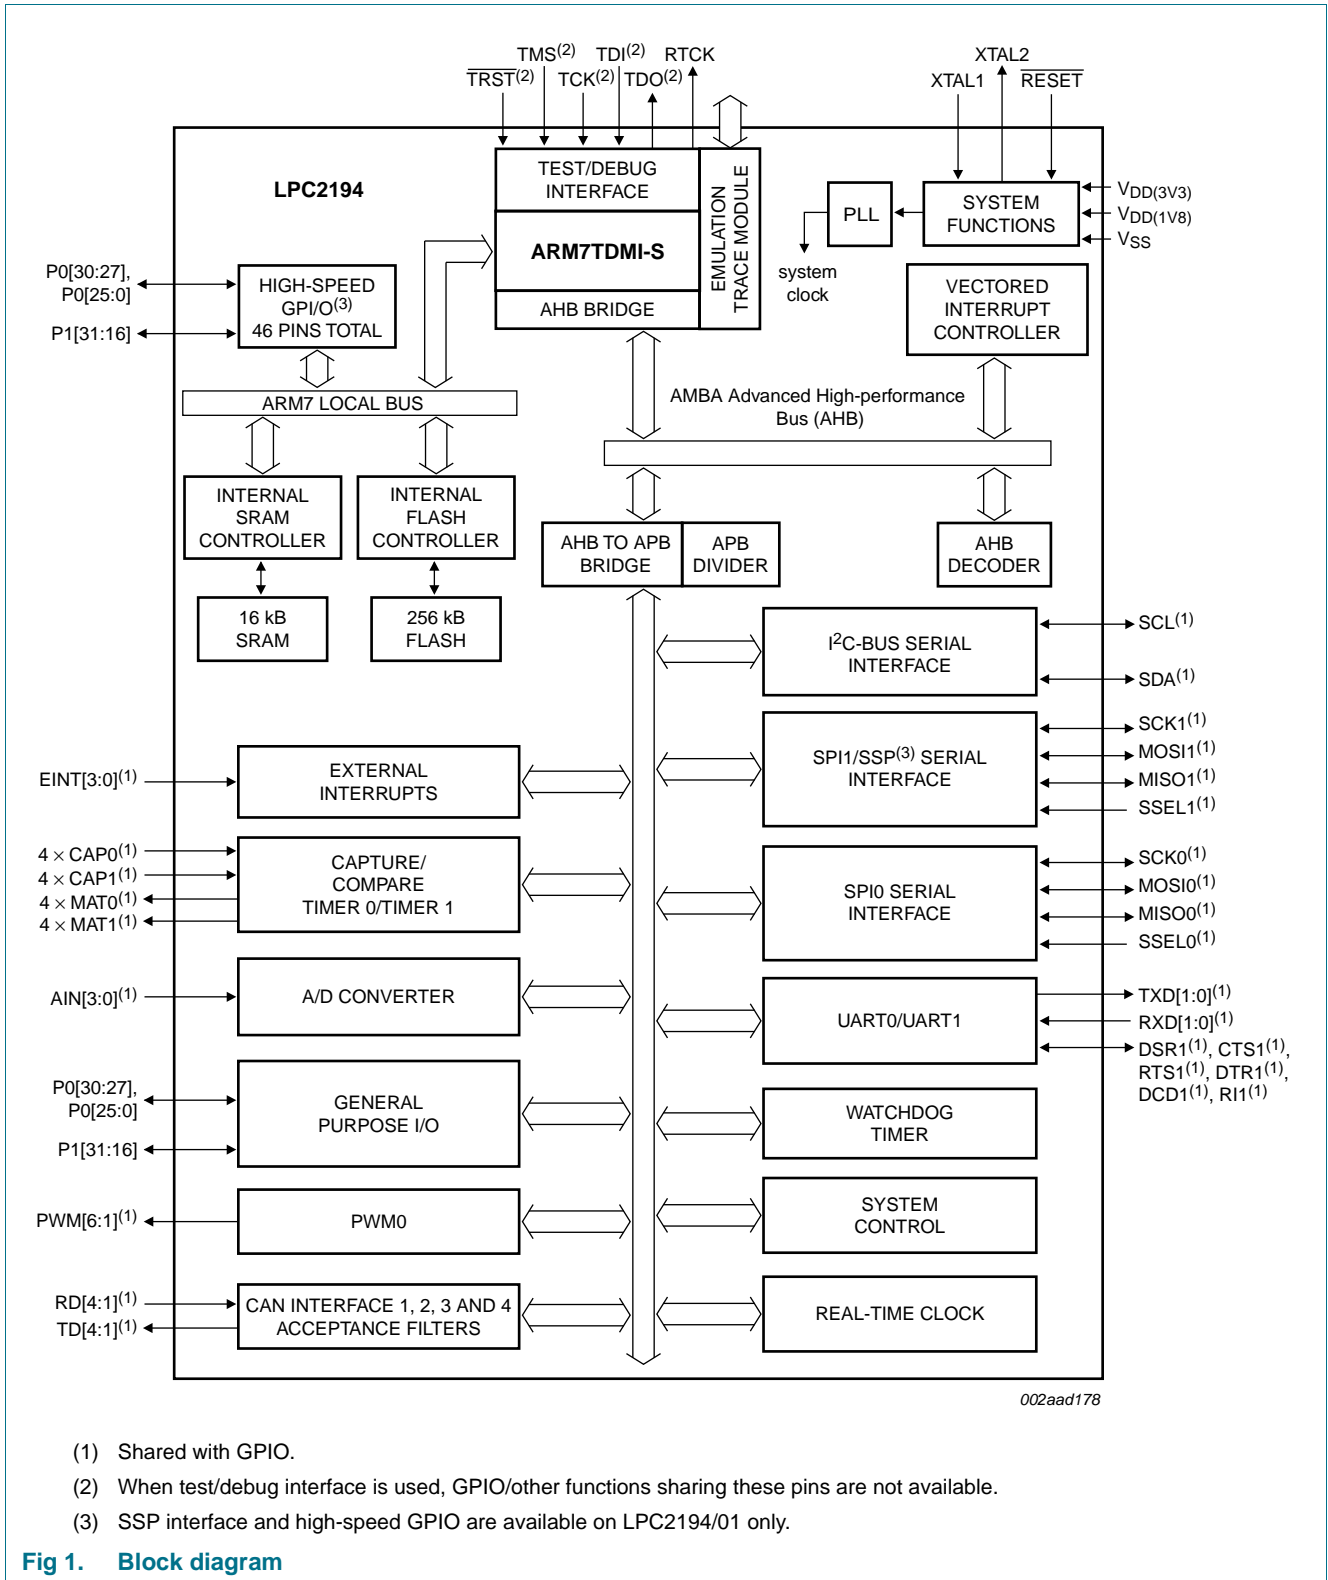 TMS(2) TDI(2) RTCK
TRST(2) TCK(2) TDO(2)
XTAL2
XTAL1 RESET
LPC2194
TEST/DEBUG
INTERFACE
ARM7TDMI-S
AHB BRIDGE
EMULATION
TRACE MODULE
PLL
SYSTEM
FUNCTIONS
VDD(3V3)
VDD(1V8)
VSS
system
clock
P0[30:27],
P0[25:0]
P1[31:16]
HIGH-SPEED
GPI/O(3)
46 PINS TOTAL
VECTORED
INTERRUPT
CONTROLLER
ARM7 LOCAL BUS
AMBA Advanced High-performance
Bus (AHB)
INTERNAL
SRAM
CONTROLLER
INTERNAL
FLASH
CONTROLLER
16 kB
SRAM
256 kB
FLASH
AHB TO APB
BRIDGE
APB
DIVIDER
AHB
DECODER
I2C-BUS SERIAL
INTERFACE
SCL(1)
SDA(1)
SPI1/SSP(3) SERIAL
INTERFACE
SCK1(1)
MOSI1(1)
MISO1(1)
SSEL1(1)
EINT[3:0](1)
EXTERNAL
INTERRUPTS
4 × CAP0(1)
4 × CAP1(1)
4 × MAT0(1)
4 × MAT1(1)
CAPTURE/
COMPARE
TIMER 0/TIMER 1
SPI0 SERIAL
INTERFACE
SCK0(1)
MOSI0(1)
MISO0(1)
SSEL0(1)
AIN[3:0](1)
A/D CONVERTER
UART0/UART1
TXD[1:0](1)
RXD[1:0](1)
DSR1(1), CTS1(1),
RTS1(1), DTR1(1),
DCD1(1), RI1(1)
P0[30:27],
P0[25:0]
P1[31:16]
GENERAL
PURPOSE I/O
WATCHDOG
TIMER
PWM[6:1](1)
PWM0
SYSTEM
CONTROL
RD[4:1](1)
TD[4:1](1)
CAN INTERFACE 1, 2, 3 AND 4
ACCEPTANCE FILTERS
REAL-TIME CLOCK
002aad178
(1) Shared with GPIO.
(2) When test/debug interface is used, GPIO/other functions sharing these pins are not available.
(3) SSP interface and high-speed GPIO are available on LPC2194/01 only.
Fig 1. Block diagram